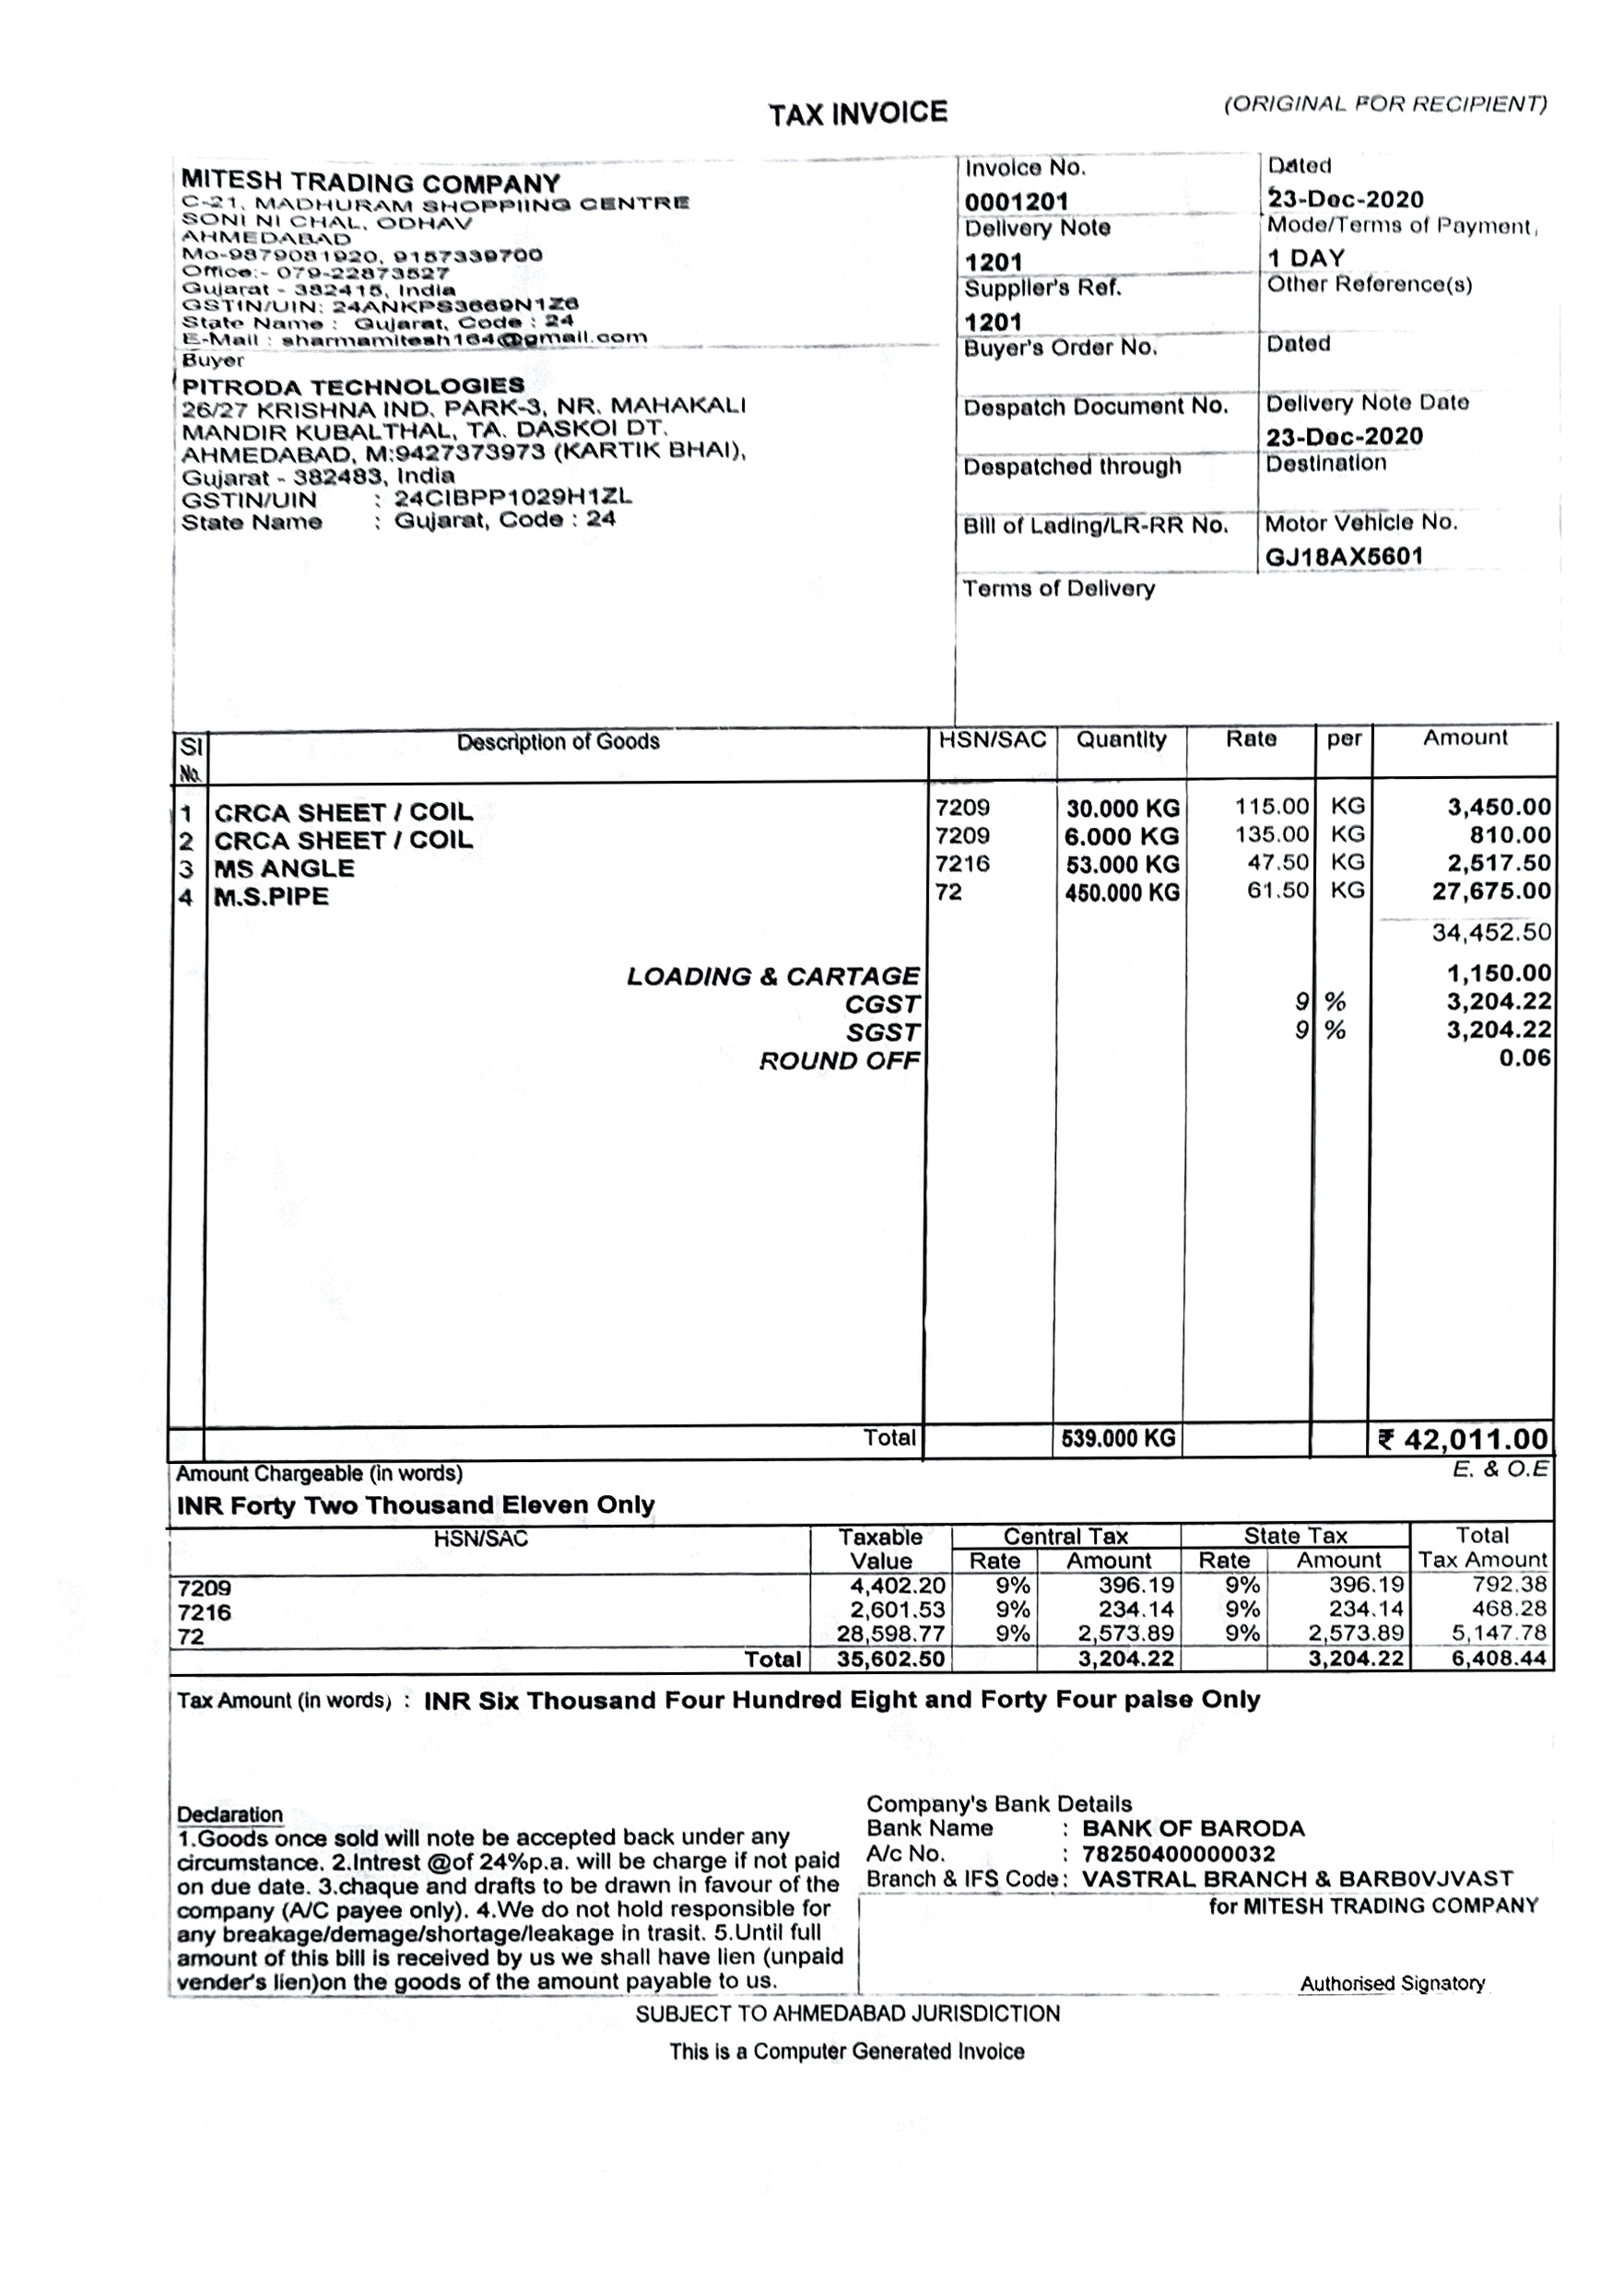 TAX INVOICE
(ORIGINAL FOR RECIPIENT)
MITESH TRADING COMPANY
C-21, MADHURAM SHOPPIING CENTRE
SONI NI CHAL, ODHAV
AHMEDABAD
Mo-9879081920, 9157339700
Office:- 079-22873527
Gujarat - 382415, India
GSTIN/UIN: 24ANKPS3669N1Z6
State Name : Gujarat, Code : 24
E-Mail : sharmamitesh164@gmail.com
Buyer
PITRODA TECHNOLOGIES
26/27 KRISHNA IND. PARK-3, NR. MAHAKALI
MANDIR KUBALTHAL, TA. DASKOI DT.
AHMEDABAD, M:9427373973 (KARTIK BHAI),
Gujarat - 382483, India
GSTIN/UIN : 24CIBPP1029H1ZL
State Name : Gujarat, Code : 24
Invoice No. Dated
0001201 23-Dec-2020
Delivery Note Mode/Terms of Payment
1201 1 DAY
Supplier's Ref. Other Reference(s)
1201
Buyer's Order No. Dated
Despatch Document No. Delivery Note Date
23-Dec-2020
Despatched through Destination
Bill of Lading/LR-RR No. Motor Vehicle No.
GJ18AX5601
Terms of Delivery
Sl No. Description of Goods HSN/SAC Quantity Rate per Amount
1 CRCA SHEET / COIL 7209 30.000 KG 115.00 KG 3,450.00
2 CRCA SHEET / COIL 7209 6.000 KG 135.00 KG 810.00
3 MS ANGLE 7216 53.000 KG 47.50 KG 2,517.50
4 M.S.PIPE 72 450.000 KG 61.50 KG 27,675.00
34,452.50
LOADING & CARTAGE 1,150.00
CGST 9 % 3,204.22
SGST 9 % 3,204.22
ROUND OFF 0.06
Total 539.000 KG ₹ 42,011.00
Amount Chargeable (in words) E. & O.E
INR Forty Two Thousand Eleven Only
HSN/SAC Taxable Value Central Tax State Tax Total Tax Amount
Rate Amount Rate Amount
7209 4,402.20 9% 396.19 9% 396.19 792.38
7216 2,601.53 9% 234.14 9% 234.14 468.28
72 28,598.77 9% 2,573.89 9% 2,573.89 5,147.78
Total 35,602.50 3,204.22 3,204.22 6,408.44
Tax Amount (in words) : INR Six Thousand Four Hundred Eight and Forty Four paise Only
Declaration
1.Goods once sold will note be accepted back under any
circumstance. 2.Intrest @of 24%p.a. will be charge if not paid
on due date. 3.chaque and drafts to be drawn in favour of the
company (A/C payee only). 4.We do not hold responsible for
any breakage/demage/shortage/leakage in trasit. 5.Until full
amount of this bill is received by us we shall have lien (unpaid
vender's lien)on the goods of the amount payable to us.
Company's Bank Details
Bank Name : BANK OF BARODA
A/c No. : 78250400000032
Branch & IFS Code : VASTRAL BRANCH & BARB0VJVAST
for MITESH TRADING COMPANY
Authorised Signatory
SUBJECT TO AHMEDABAD JURISDICTION
This is a Computer Generated Invoice